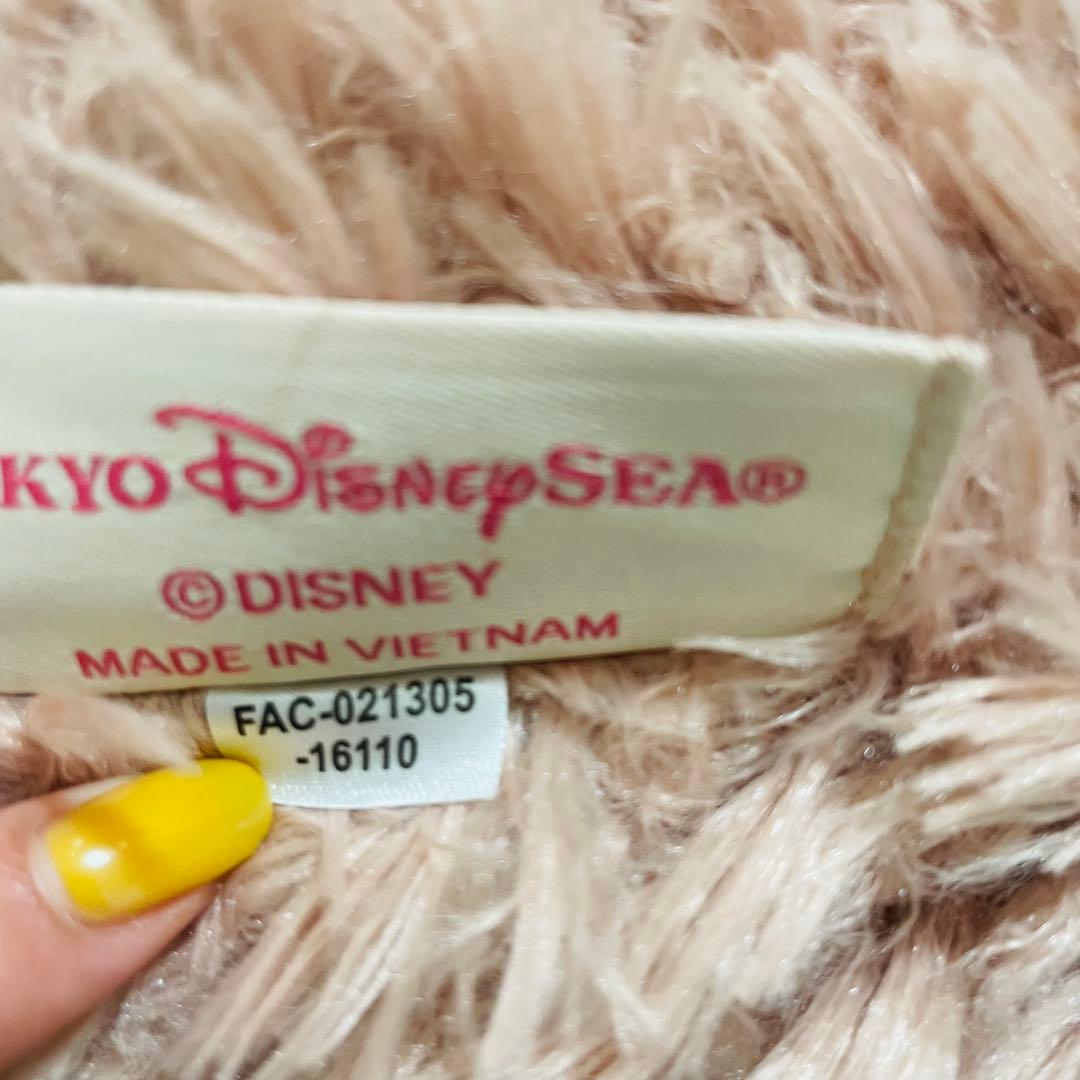 KYO DISNEYSEA®
©DISNEY
MADE IN VIETNAM
FAC-021305
-16110